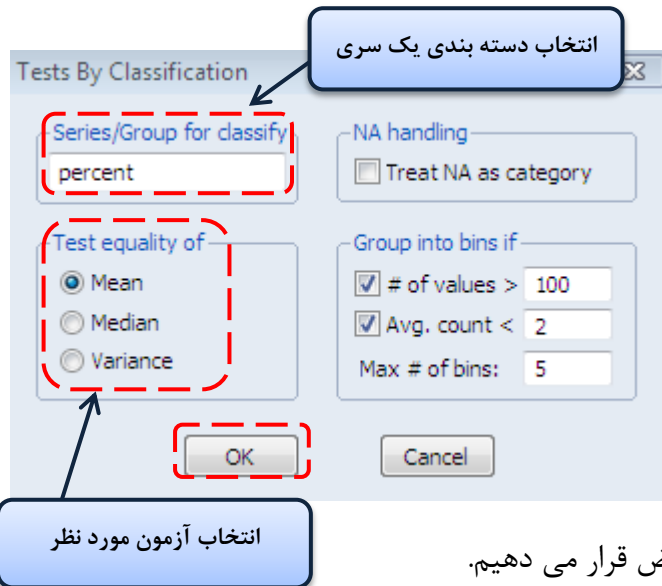 انتخاب دسته بندی یک سری
Tests By Classification
Series/Group for classify
percent
NA handling
Treat NA as category
Test equality of
Mean
Median
Variance
Group into bins if
# of values > 100
Avg. count < 2
Max # of bins: 5
OK
Cancel
انتخاب آزمون مورد نظر
قرار می دهیم.